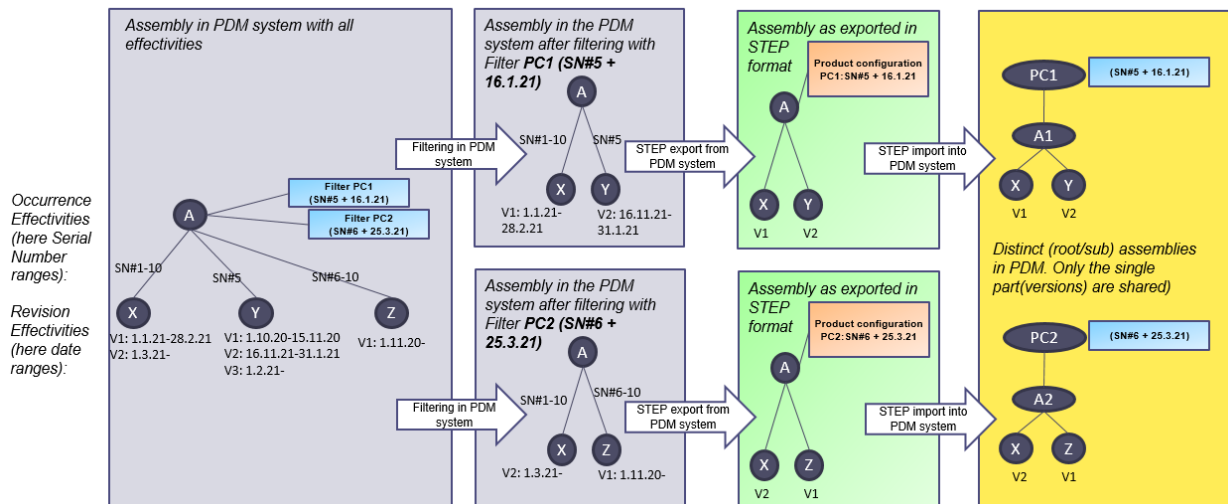 Occurrence
Effectivities
(here Serial
Number
ranges):
Revision
Effectivities
(here date
ranges):
Assembly in PDM system with all
effectivities
Filter PC1
(SN#5 + 16.1.21)
Filter PC2
(SN#6 + 25.3.21)
A
SN#1-10
SN#5
SN#6-10
X
Y
Z
V1: 1.1.21-28.2.21
V2: 1.3.21-
V1: 1.10.20-15.11.20
V2: 16.11.21-31.1.21
V3: 1.2.21-
V1: 1.11.20-
Filtering in PDM
system
Assembly in the PDM
system after filtering with
Filter PC1 (SN#5 +
16.1.21)
A
SN#1-10
SN#5
X
Y
V1: 1.1.21-
28.2.21
V2: 16.11.21-
31.1.21
STEP export from
PDM system
Assembly as exported in
STEP
format
Product configuration
PC1:SN#5 + 16.1.21
A
X
Y
V1
V2
STEP import into
PDM system
PC1
(SN#5 + 16.1.21)
A1
X
Y
V1
V2
Distinct (root/sub) assemblies
in PDM. Only the single
part(versions) are shared)
Filtering in PDM
system
Assembly in the PDM
system after filtering with
Filter PC2 (SN#6 +
25.3.21)
A
SN#1-10
SN#6-10
X
Z
V2: 1.3.21-
V1: 1.11.20-
STEP export from
PDM system
Assembly as exported in
STEP
format
Product configuration
PC2:SN#6 + 25.3.21
A
X
Z
V2
V1
STEP import into
PDM system
PC2
(SN#6 + 25.3.21)
A2
X
Z
V2
V1